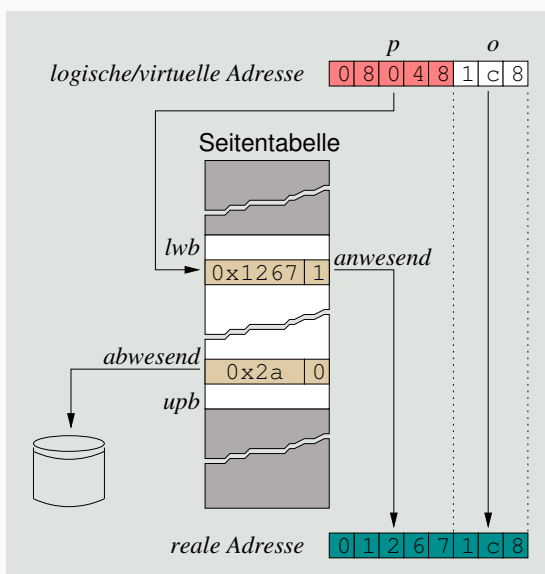 p o
logische/virtuelle Adresse 0 8 0 4 8 1 c 8
Seitentabelle
lwb
0x1267 1 anwesend
abwesend
0x2a 0
upb
reale Adresse 0 1 2 6 7 1 c 8